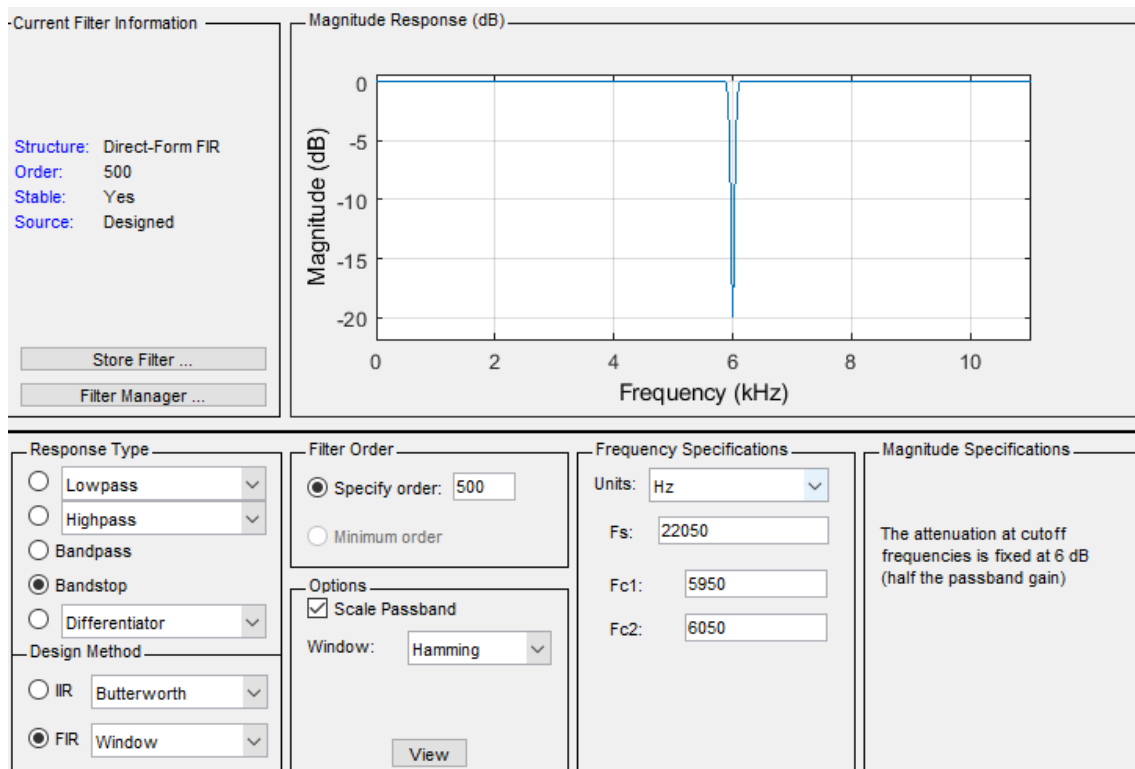 Current Filter Information
Structure: Direct-Form FIR
Order: 500
Stable: Yes
Source: Designed
Store Filter ...
Filter Manager ...
Magnitude Response (dB)
0
-5
-10
-15
-20
Magnitude (dB)
0 2 4 6 8 10
Frequency (kHz)
Response Type
Lowpass
Highpass
Bandpass
Bandstop
Differentiator
Design Method
IIR Butterworth
FIR Window
Filter Order
Specify order: 500
Minimum order
Options
Scale Passband
Window: Hamming
View
Frequency Specifications
Units: Hz
Fs: 22050
Fc1: 5950
Fc2: 6050
Magnitude Specifications
The attenuation at cutoff
frequencies is fixed at 6 dB
(half the passband gain)